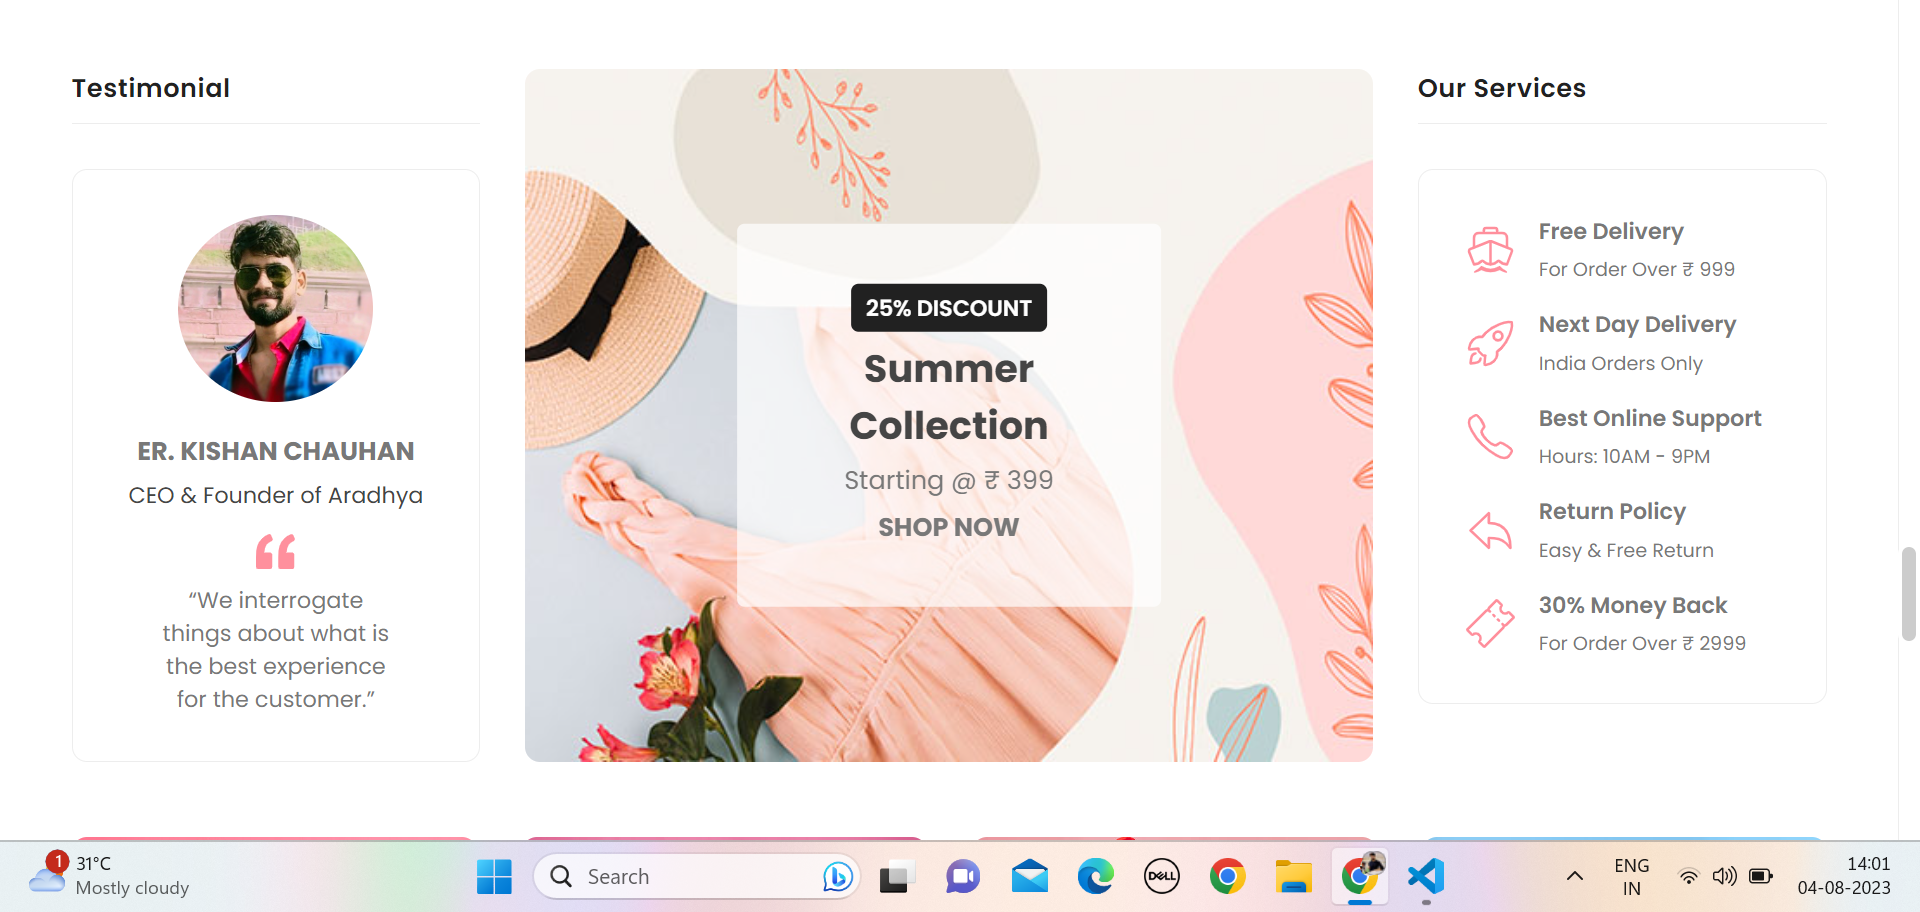 Testimonial
ER. KISHAN CHAUHAN
CEO & Founder of Aradhya
“We interrogate
things about what is
the best experience
for the customer.”
25% DISCOUNT
Summer
Collection
Starting @ ₹ 399
SHOP NOW
Our Services
Free Delivery
For Order Over ₹ 999
Next Day Delivery
India Orders Only
Best Online Support
Hours: 10AM - 9PM
Return Policy
Easy & Free Return
30% Money Back
For Order Over ₹ 2999
1
31°C
Mostly cloudy
Search
DELL
ENG
IN
14:01
04-08-2023